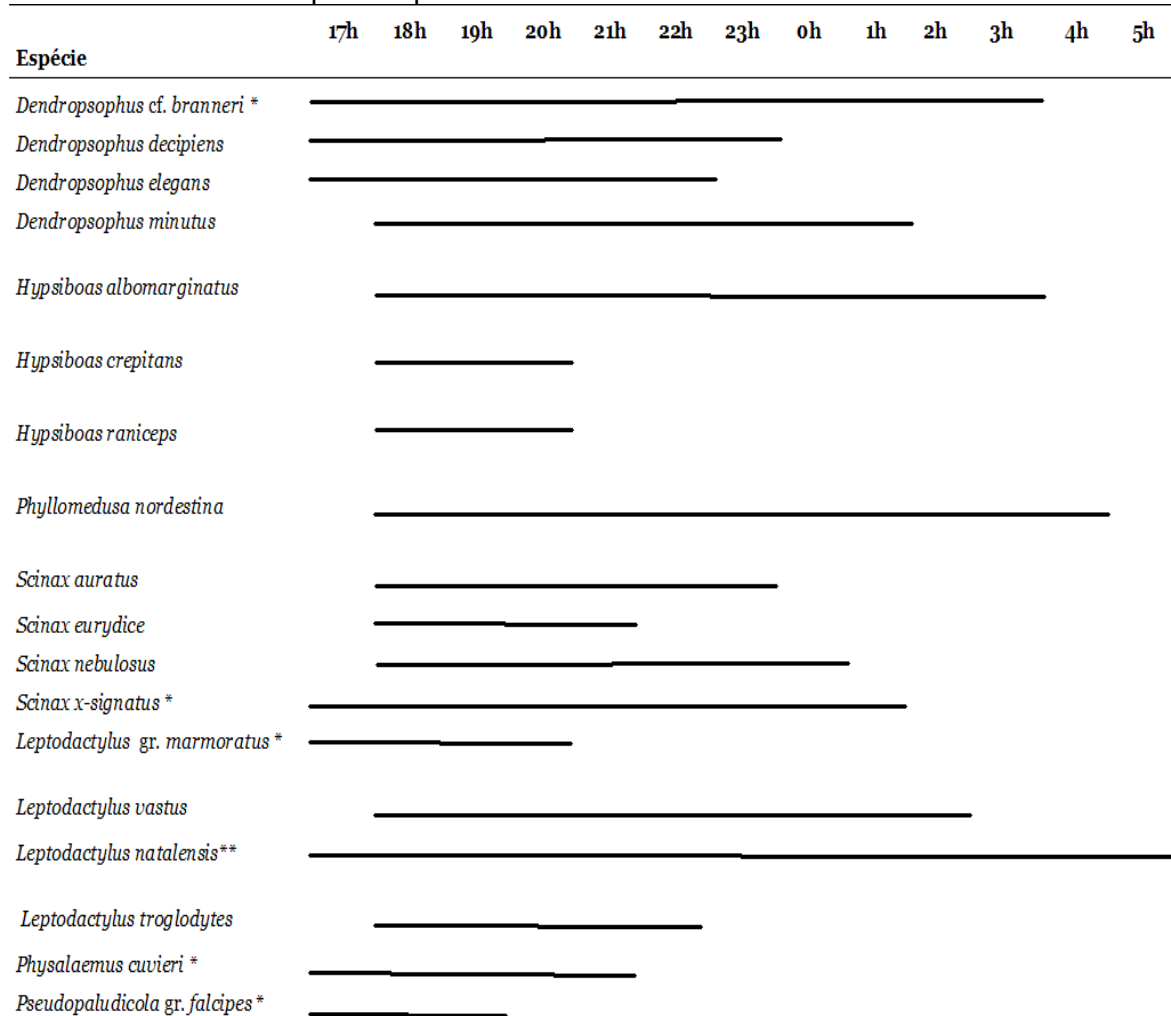 17h 18h 19h 20h 21h 22h 23h 0h 1h 2h 3h 4h 5h
Espécie
Dendropsophus cf. branneri *
Dendropsophus decipiens
Dendropsophus elegans
Dendropsophus minutus
Hypsiboas albomarginatus
Hypsiboas crepitans
Hypsiboas raniceps
Phyllomedusa nordestina
Scinax auratus
Scinax eurydice
Scinax nebulosus
Scinax x-signatus *
Leptodactylus gr. marmoratus *
Leptodactylus vastus
Leptodactylus natalensis**
Leptodactylus troglodytes
Physalaemus cuvieri *
Pseudopaludicola gr. falcipes *